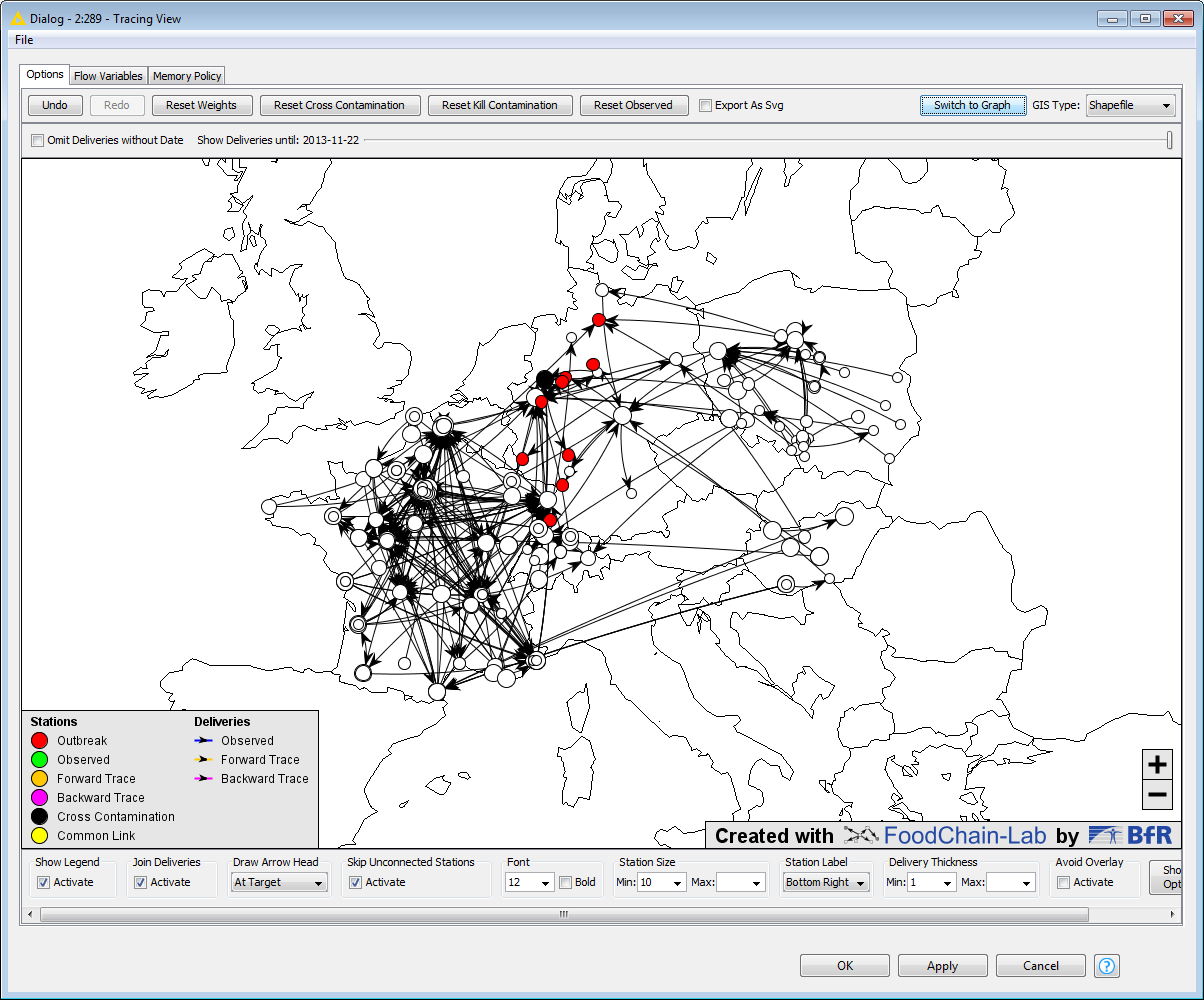 Dialog - 2:289 - Tracing View
File
Options Flow Variables Memory Policy
Undo Redo Reset Weights Reset Cross Contamination Reset Kill Contamination Reset Observed Export As Svg Switch to Graph GIS Type: Shapefile
Omit Deliveries without Date Show Deliveries until: 2013-11-22
Stations Deliveries
Outbreak Observed
Observed Forward Trace
Forward Trace Backward Trace
Backward Trace
Cross Contamination
Common Link
+
−
Created with FoodChain-Lab by BfR
Show Legend Join Deliveries Draw Arrow Head Skip Unconnected Stations Font Station Size Station Label Delivery Thickness Avoid Overlay
Activate Activate At Target Activate 12 Bold Min: 10 Max: Bottom Right Min: 1 Max: Activate
Sho
Opt
OK Apply Cancel ?